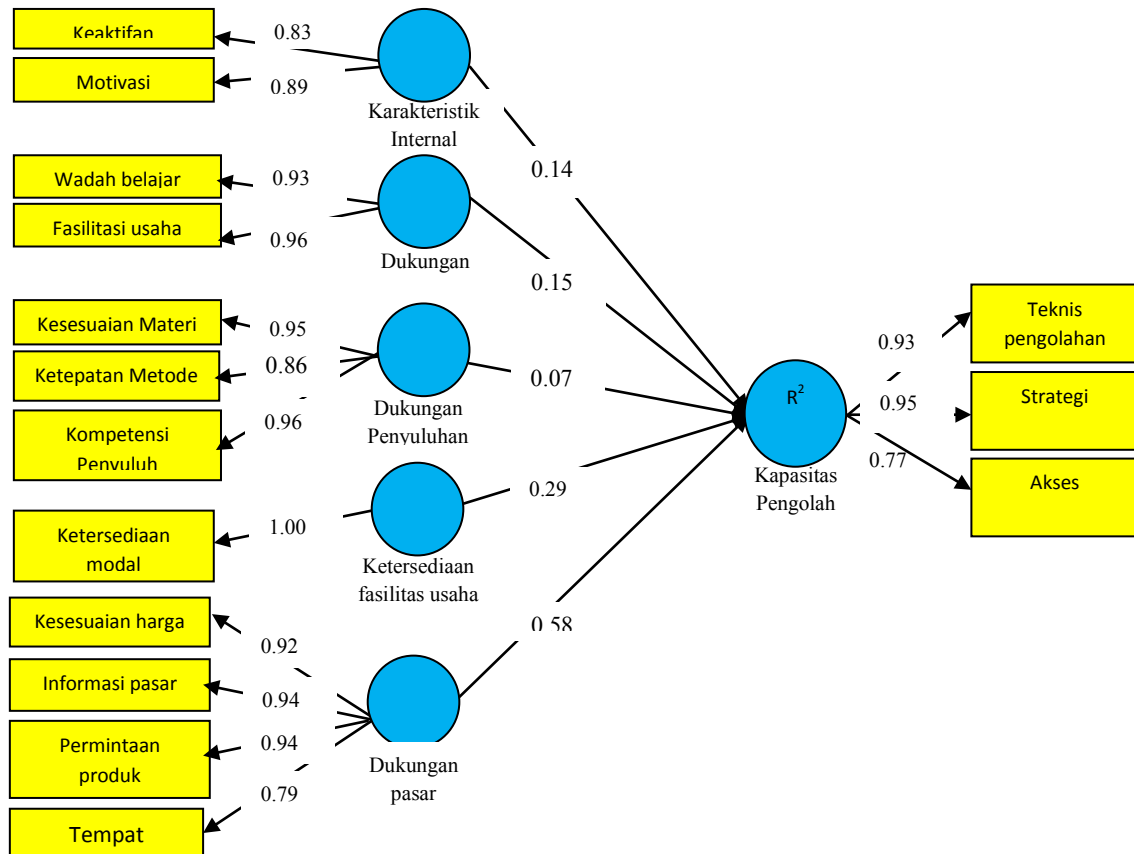 Keaktifan
0.83
Motivasi
0.89
Karakteristik
Internal
0.14
Wadah belajar
0.93
Fasilitasi usaha
0.96
Dukungan
0.15
Kesesuaian Materi
0.95
Ketepatan Metode
0.86
Kompetensi
Penyuluh
0.96
Dukungan
Penyuluhan
0.07
Ketersediaan
modal
1.00
Ketersediaan
fasilitas usaha
0.29
Kesesuaian harga
0.92
Informasi pasar
0.94
Permintaan
produk
0.94
Tempat
0.79
Dukungan
pasar
0.58
R²
Kapasitas
Pengolah
0.93
Teknis
pengolahan
0.95
Strategi
0.77
Akses